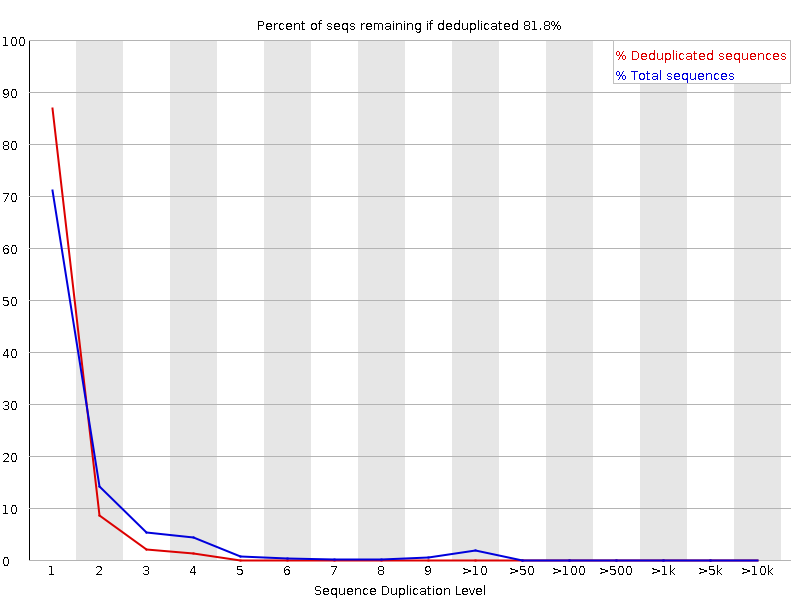 Percent of seqs remaining if deduplicated 81.8%
% Deduplicated sequences
% Total sequences
100
90
80
70
60
50
40
30
20
10
0
1 2 3 4 5 6 7 8 9 >10 >50 >100 >500 >1k >5k >10k
Sequence Duplication Level